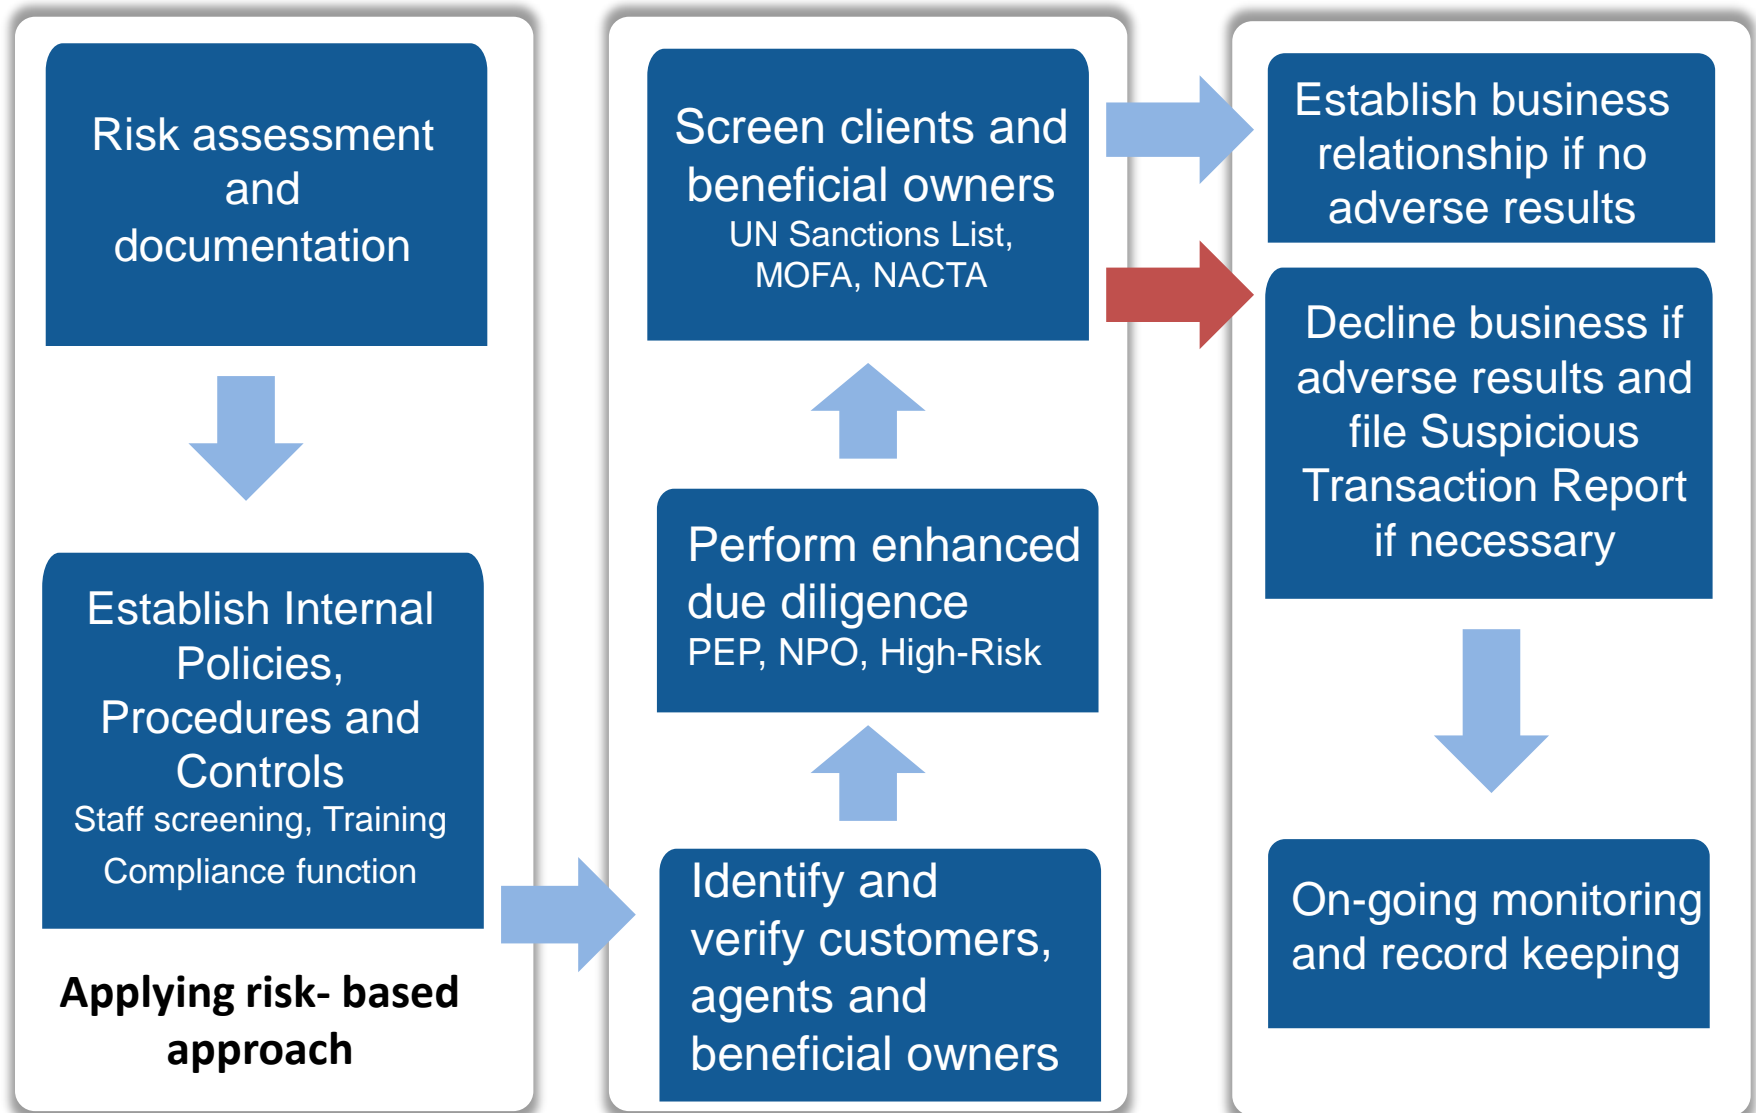 Risk assessment
and
documentation
Establish Internal
Policies,
Procedures and
Controls
Staff screening, Training
Compliance function
Applying risk- based
approach
Screen clients and
beneficial owners
UN Sanctions List,
MOFA, NACTA
Perform enhanced
due diligence
PEP, NPO, High-Risk
Identify and
verify customers,
agents and
beneficial owners
Establish business
relationship if no
adverse results
Decline business if
adverse results and
file Suspicious
Transaction Report
if necessary
On-going monitoring
and record keeping